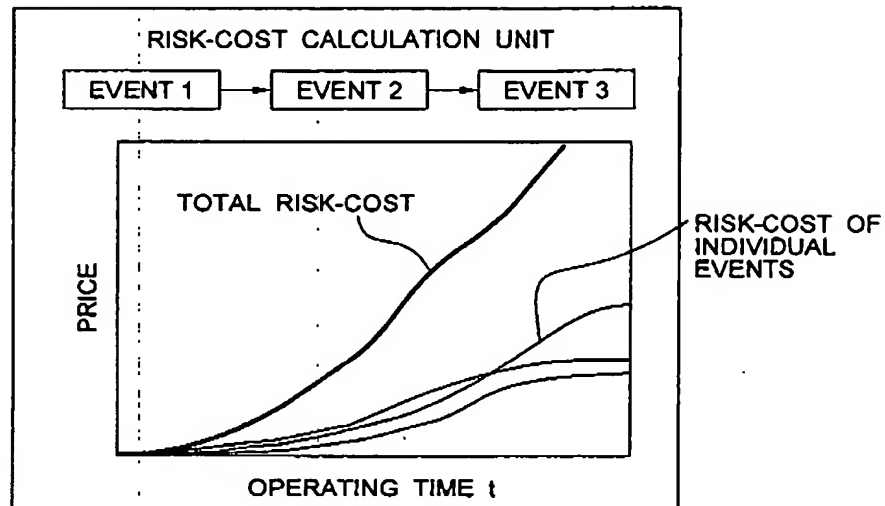 RISK-COST CALCULATION UNIT
EVENT 1
EVENT 2
EVENT 3
TOTAL RISK-COST
RISK-COST OF
INDIVIDUAL
EVENTS
PRICE
OPERATING TIME t